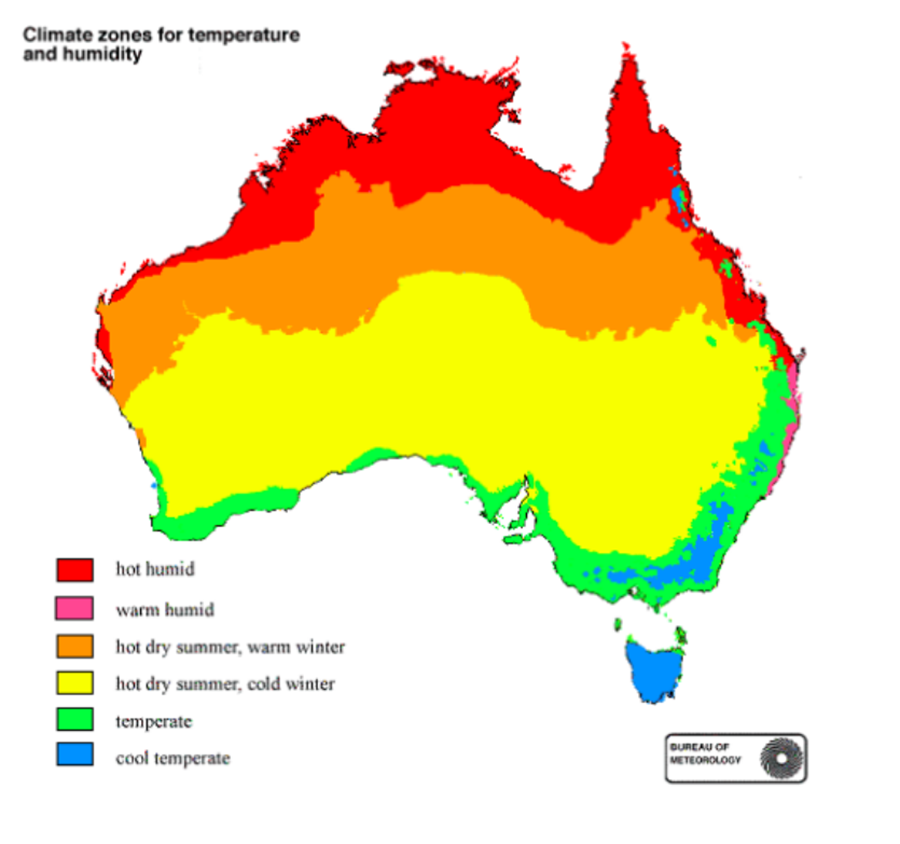 Climate zones for temperature
and humidity
hot humid
warm humid
hot dry summer, warm winter
hot dry summer, cold winter
temperate
cool temperate
BUREAU OF
METEOROLOGY